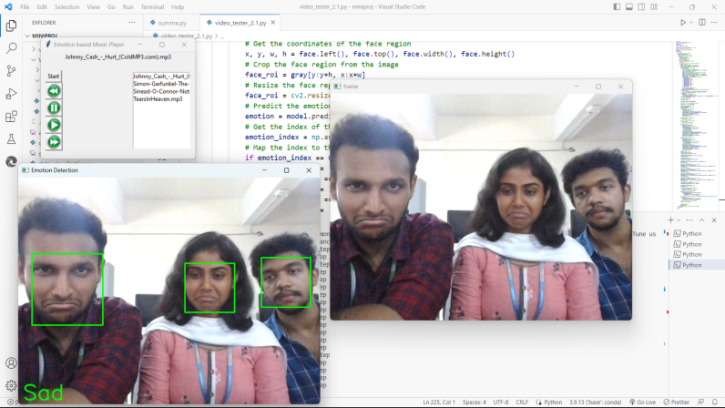 File Edit Selection View Go Run Terminal Help
video_tester_2.1.py - miniproj - Visual Studio Code
EXPLORER
summa.py
video_tester_2.1.py
MINIPROJ
video_tester_2.1.py > ...
Emotion based Music Player
Johnny_Cash_-_Hurt_(ColdMP3.com).mp3
Start
Johnny_Cash_-_Hurt_(
Simon-Garfunkel-The-
Sinead-O-Connor-Not
TearsInHeaven.mp3
# Get the coordinates of the face region
x, y, w, h = face.left(), face.top(), face.width(), face.height()
# Crop the face region from the image
face_roi = gray[y:y+h, x:x+w]
# Resize the face reg
face_roi = cv2.resiz
# Predict the emotion
emotion = model.predi
# Get the index of th
emotion_index = np.a
# Map the index to th
if emotion_index ==
frame
Emotion Detection
Sad
Python
Python
Python
Python
Ln 225, Col 1 Spaces: 4 UTF-8 CRLF Python 3.9.13 ('base': conda) Go Live Prettier